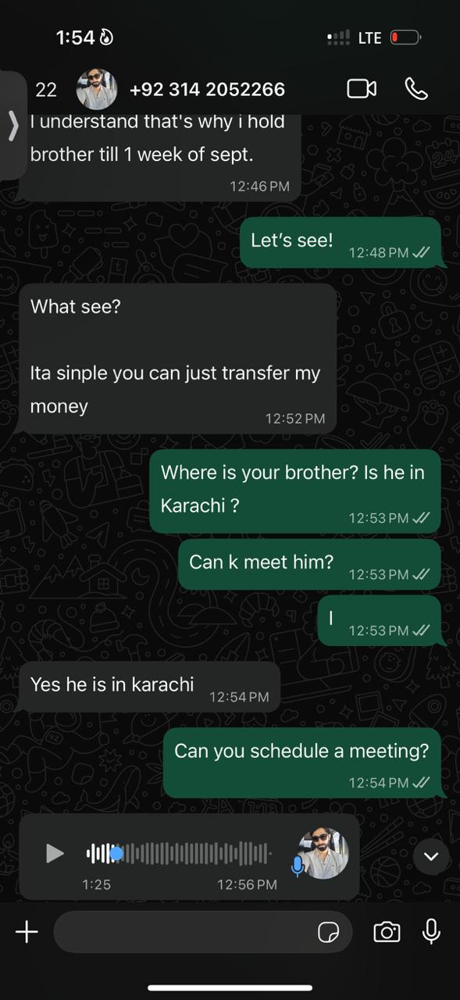 1:54
LTE
22
+92 314 2052266
I understand that's why i hold
brother till 1 week of sept.
12:46 PM
Let's see!
12:48 PM
What see?
Ita sinple you can just transfer my
money
12:52 PM
Where is your brother? Is he in
Karachi ?
12:53 PM
Can k meet him?
12:53 PM
I
12:53 PM
Yes he is in karachi
12:54 PM
Can you schedule a meeting?
12:54 PM
1:25
12:56 PM